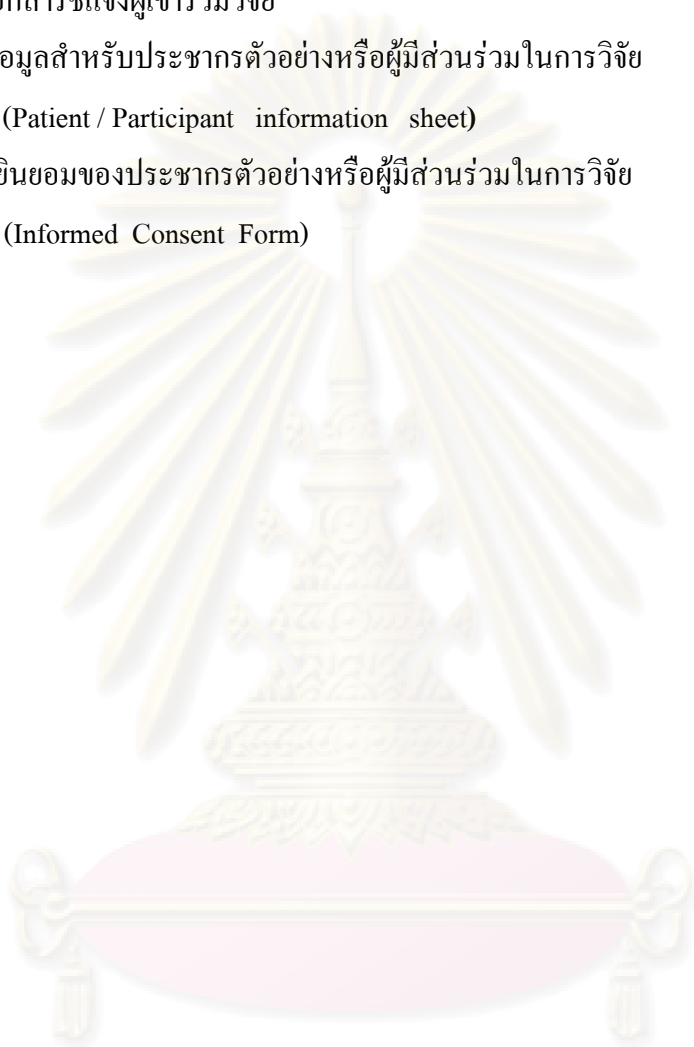 อมูลสำหรับประชากรตัวอย่างหรือผู้มีส่วนร่วมในการวิจัย
(Patient / Participant information sheet)
ยินยอมของประชากรตัวอย่างหรือผู้มีส่วนร่วมในการวิจัย
(Informed Consent Form)